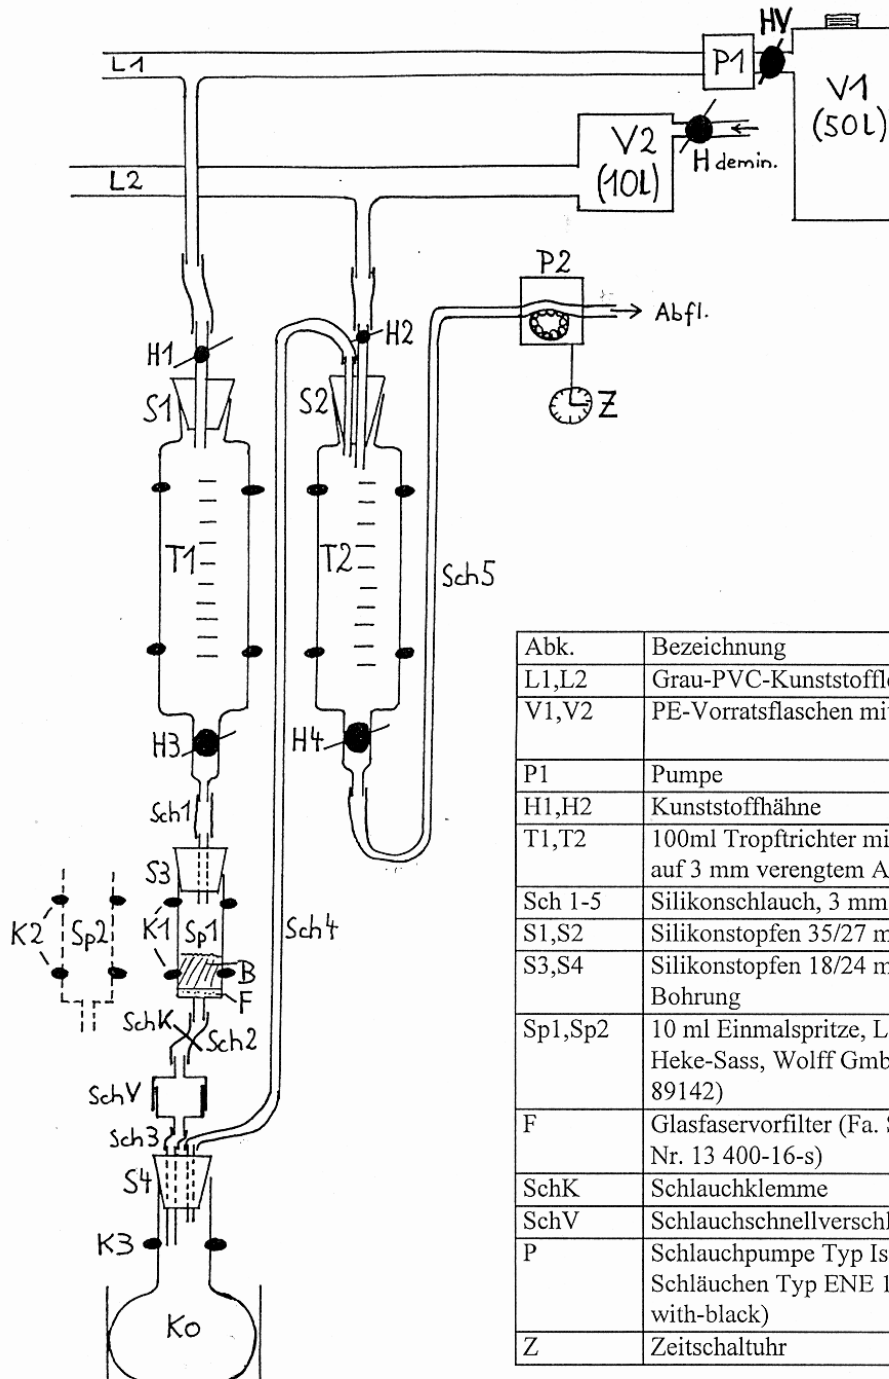 HV
L1
P1
V1
(50l)
V2
(10l)
H demin.
L2
P2
Abfl.
H1
H2
S1
S2
Z
T1
T2
Sch5
H3
H4
Sch1
S3
K2
Sp2
K1
Sp1
Sch4
B
F
SchK
Sch2
SchV
Sch3
S4
K3
Ko
Abk. Bezeichnung
L1,L2 Grau-PVC-Kunststoffle
V1,V2 PE-Vorratsflaschen mi
P1 Pumpe
H1,H2 Kunststoffhähne
T1,T2 100ml Tropftrichter mi
auf 3 mm verengtem A
Sch 1-5 Silikonschlauch, 3 mm
S1,S2 Silikonstopfen 35/27 m
S3,S4 Silikonstopfen 18/24 m
Bohrung
Sp1,Sp2 10 ml Einmalspritze, L
Heke-Sass, Wolff Gmb
89142)
F Glasfaservorfilter (Fa. S
Nr. 13 400-16-s)
SchK Schlauchklemme
SchV Schlauchschnellverschl
P Schlauchpumpe Typ Is
Schläuchen Typ ENE 1
with-black)
Z Zeitschaltuhr